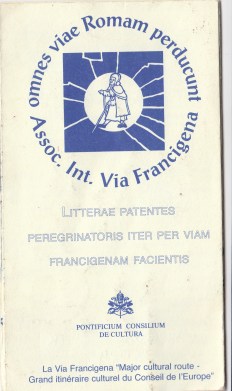 omnes viae Romam perducunt
Assoc. Int. Via Francigena
LITTERAE PATENTES
PEREGRINATORIS ITER PER VIAM
FRANCIGENAM FACIENTIS
PONTIFICIUM CONSILIUM
DE CULTURA
La Via Francigena "Major cultural route -
Grand itinéraire culturel du Conseil de l'Europe"